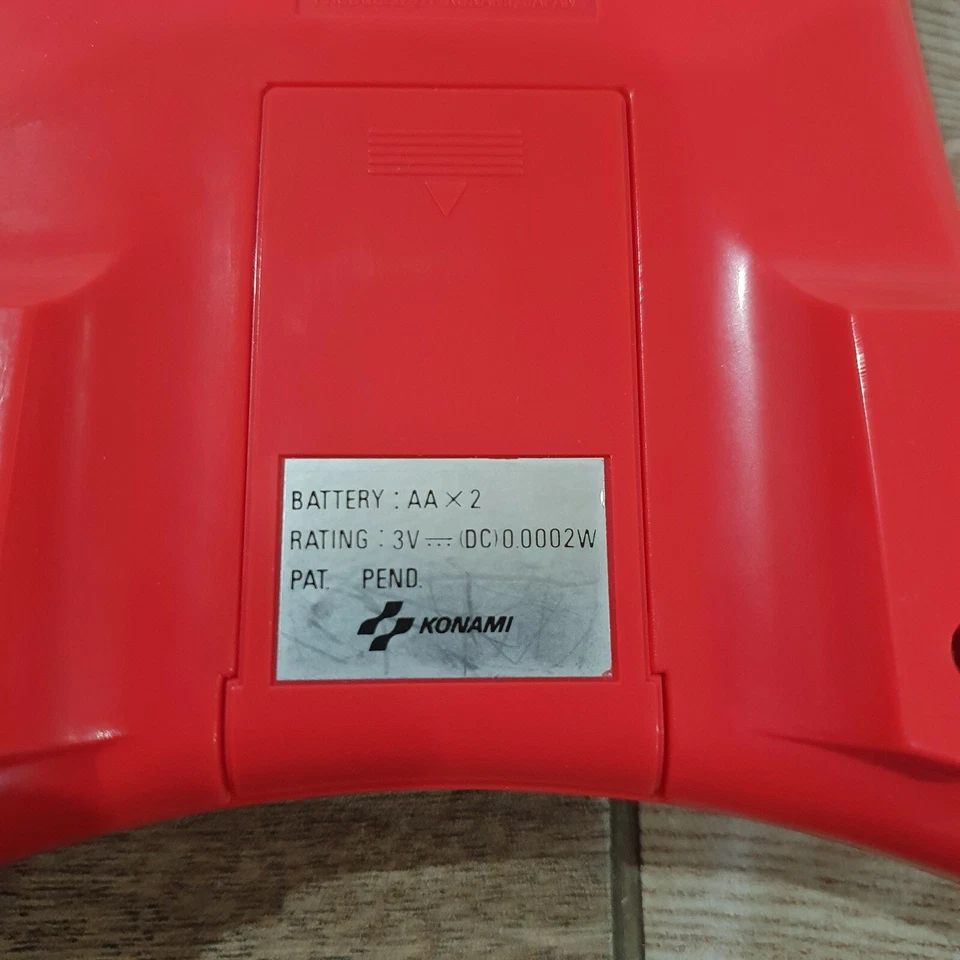 BATTERY : AA × 2
RATING : 3V ⎓ (DC) 0.0002W
PAT. PEND.
KONAMI